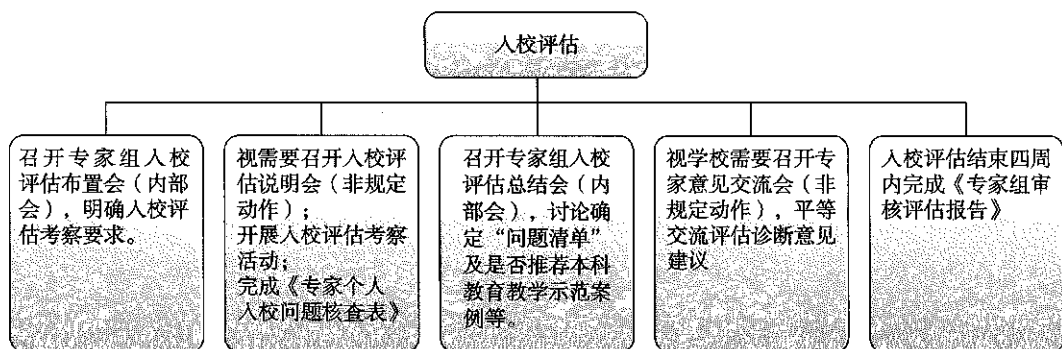 入校评估
召开专家组入校
评估布置会（内部
会），明确入校评
估考察要求。
视需要召开入校评
估说明会（非规定
动作）；
开展入校评估考察
活动；
完成《专家个人
入校问题核查表》
召开专家组入校
评估总结会（内
部会），讨论确
定“问题清单”
及是否推荐本科
教育教学示范案
例等。
视学校需要召开专
家意见交流会（非
规定动作），平等
交流评估诊断意见
建议
入校评估结束四周
内完成《专家组审
核评估报告》